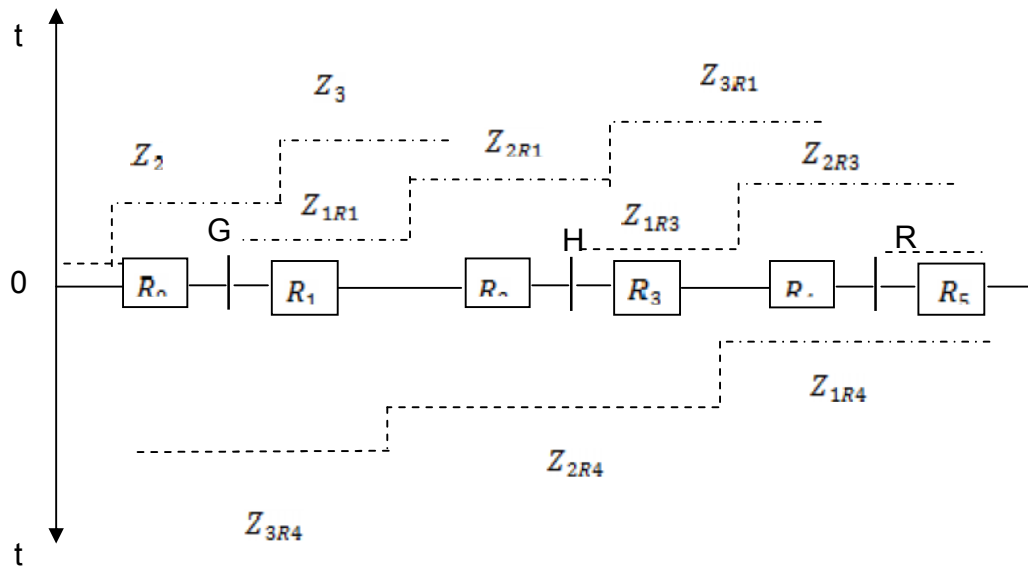 t
Z₃
Z₃R₁
Z₂
Z₂R₁
Z₂R₃
Z₁R₁
Z₁R₃
G
H
R
0
R₁
R₃
R₅
Z₁R₄
Z₂R₄
Z₃R₄
t